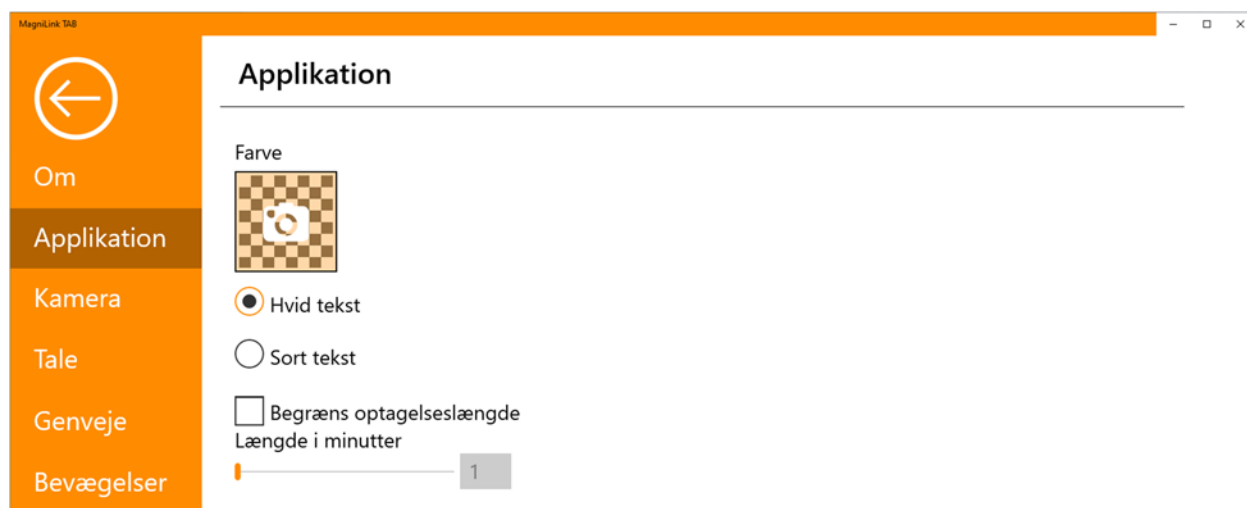 MagniLink TAB
Om
Applikation
Kamera
Tale
Genveje
Bevægelser
Applikation
Farve
Hvid tekst
Sort tekst
Begræns optagelseslængde
Længde i minutter
1